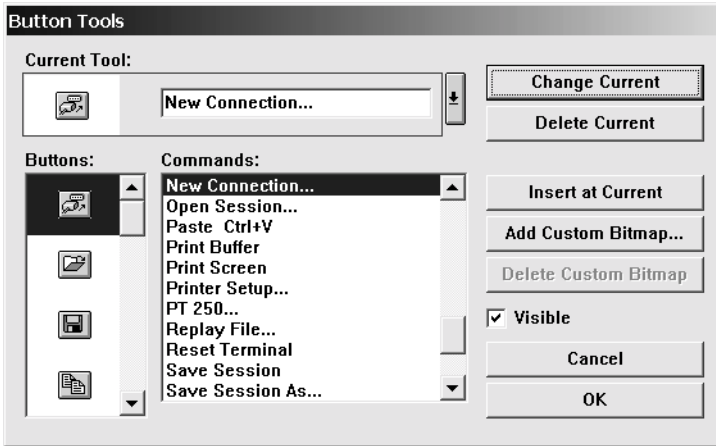 Button Tools
Current Tool:
New Connection...
Change Current
Delete Current
Buttons:
Commands:
New Connection...
Open Session...
Paste  Ctrl+V
Print Buffer
Print Screen
Printer Setup...
PT 250...
Replay File...
Reset Terminal
Save Session
Save Session As...
Insert at Current
Add Custom Bitmap...
Delete Custom Bitmap
Visible
Cancel
OK